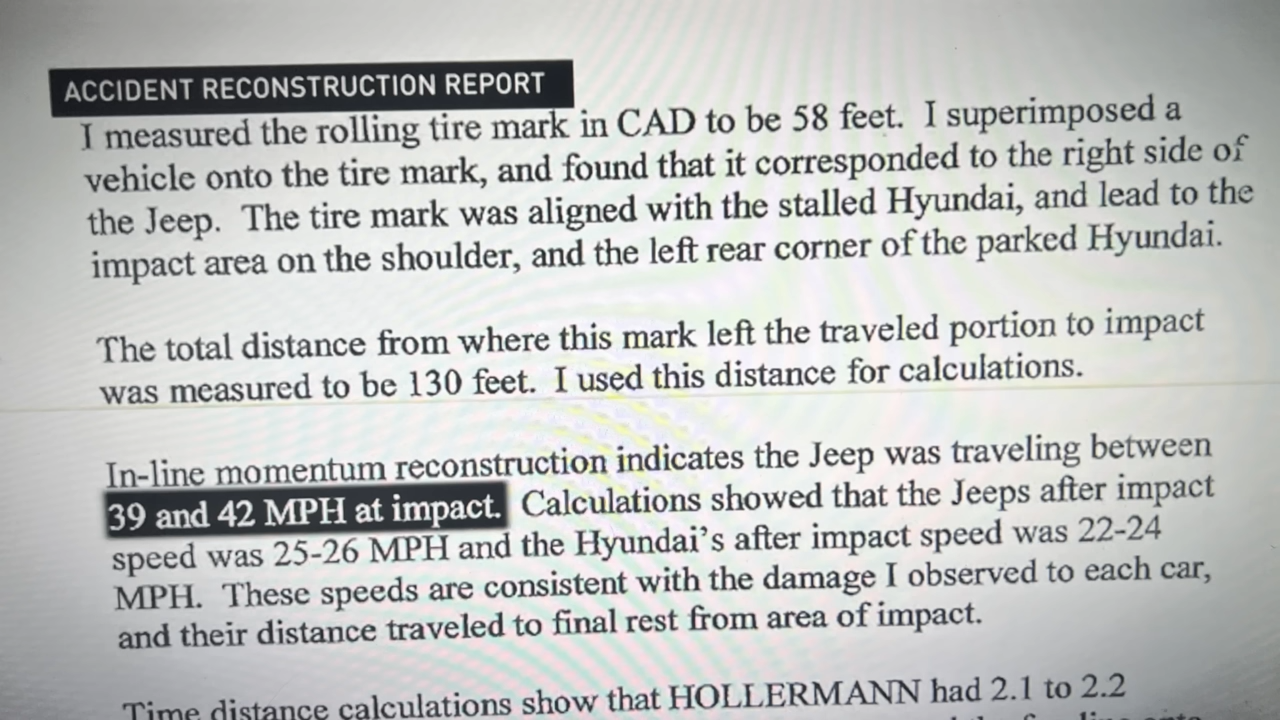 ACCIDENT RECONSTRUCTION REPORT
I measured the rolling tire mark in CAD to be 58 feet. I superimposed a
vehicle onto the tire mark, and found that it corresponded to the right side of
the Jeep. The tire mark was aligned with the stalled Hyundai, and lead to the
impact area on the shoulder, and the left rear corner of the parked Hyundai.
The total distance from where this mark left the traveled portion to impact
was measured to be 130 feet. I used this distance for calculations.
In-line momentum reconstruction indicates the Jeep was traveling between
39 and 42 MPH at impact. Calculations showed that the Jeeps after impact
speed was 25-26 MPH and the Hyundai's after impact speed was 22-24
MPH. These speeds are consistent with the damage I observed to each car,
and their distance traveled to final rest from area of impact.
Time distance calculations show that HOLLERMANN had 2.1 to 2.2